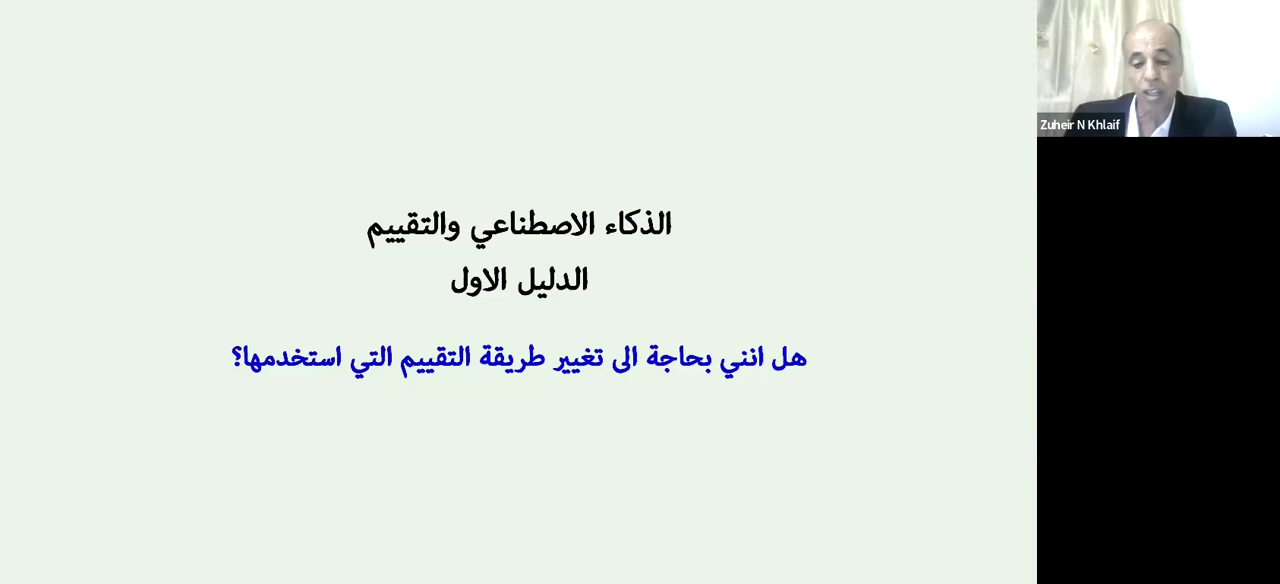 الذكاء الاصطناعي والتقييم
الدليل الاول
هل انني بحاجة الى تغيير طريقة التقييم التي استخدمها؟
Zuheir N Khlaif